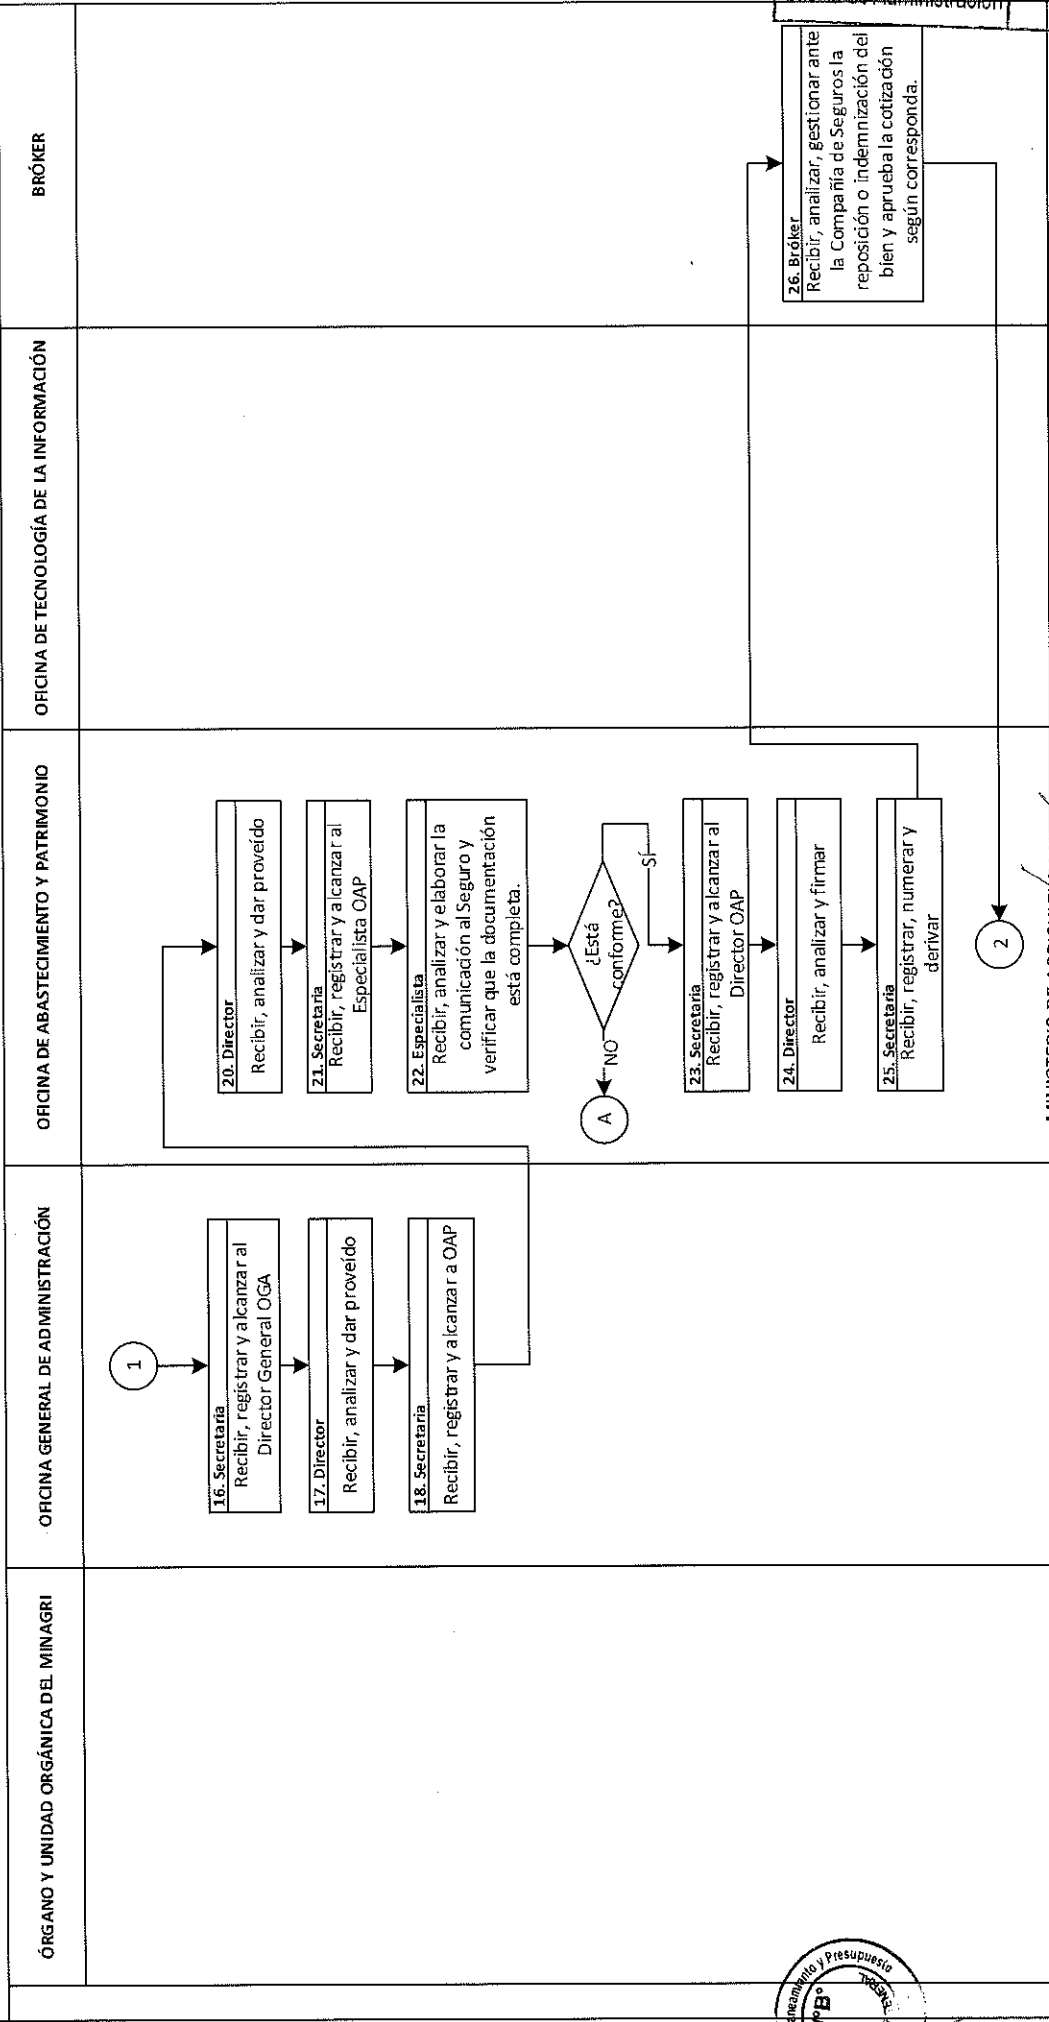 ÓRGANO Y UNIDAD ORGÁNICA DEL MINAGRI
OFICINA GENERAL DE ADMINISTRACIÓN
OFICINA DE ABASTECIMIENTO Y PATRIMONIO
OFICINA DE TECNOLOGÍA DE LA INFORMACIÓN
BRÓKER
1
16. Secretaria
Recibir, registrar y alcanzar al
Director General OGA
17. Director
Recibir, analizar y dar proveído
18. Secretaria
Recibir, registrar y alcanzar a OAP
20. Director
Recibir, analizar y dar proveído
21. Secretaria
Recibir, registrar y alcanzar al
Especialista OAP
22. Especialista
Recibir, analizar y elaborar la
comunicación al Seguro y
verificar que la documentación
está completa.
¿Está
conforme?
NO
A
SÍ
23. Secretaria
Recibir, registrar y alcanzar al
Director OAP
24. Director
Recibir, analizar y firmar
25. Secretaria
Recibir, registrar, numerar y
derivar
26. Bróker
Recibir, analizar, gestionar ante
la Compañía de Seguros la
reposición o indemnización del
bien y aprueba la cotización
según corresponda.
2
y Presupuesto